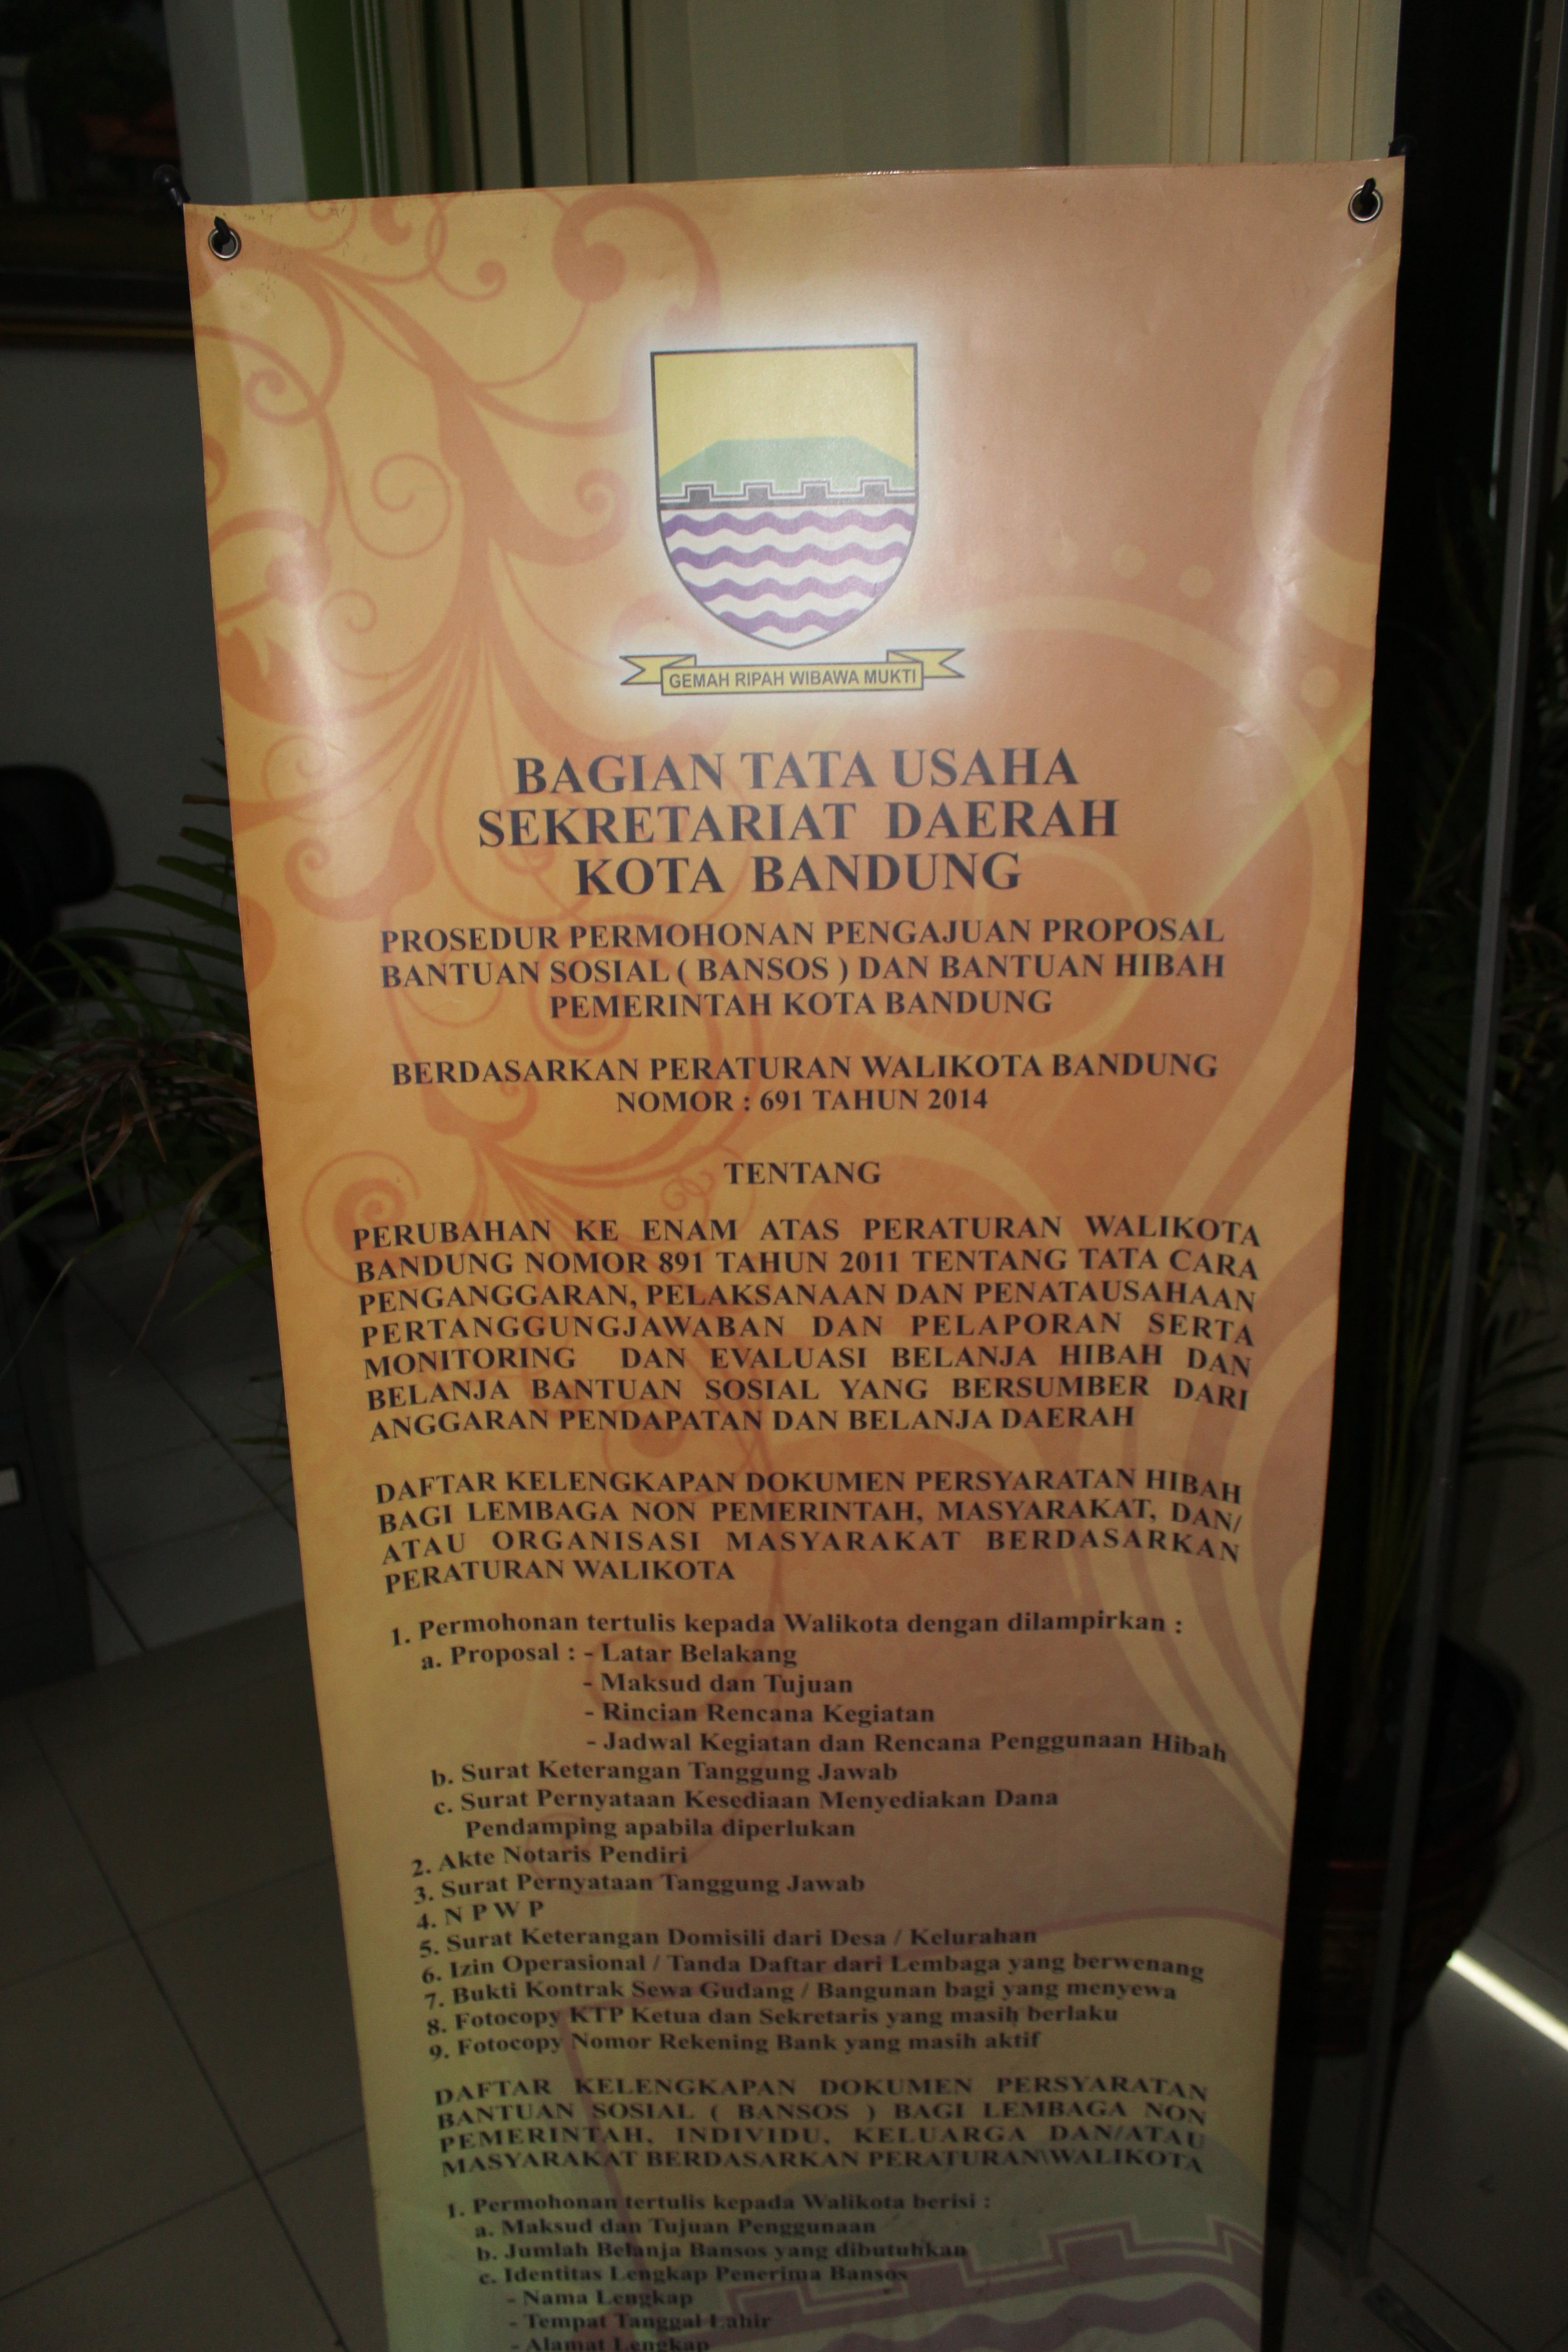 GEMAH RIPAH WIBAWA MUKTI
BAGIAN TATA USAHA
SEKRETARIAT DAERAH
KOTA BANDUNG
PROSEDUR PERMOHONAN PENGAJUAN PROPOSAL
BANTUAN SOSIAL ( BANSOS ) DAN BANTUAN HIBAH
PEMERINTAH KOTA BANDUNG
BERDASARKAN PERATURAN WALIKOTA BANDUNG
NOMOR : 691 TAHUN 2014
TENTANG
PERUBAHAN KE ENAM ATAS PERATURAN WALIKOTA
BANDUNG NOMOR 891 TAHUN 2011 TENTANG TATA CARA
PENGANGGARAN, PELAKSANAAN DAN PENATAUSAHAAN
PERTANGGUNGJAWABAN DAN PELAPORAN SERTA
MONITORING DAN EVALUASI BELANJA HIBAH DAN
BELANJA BANTUAN SOSIAL YANG BERSUMBER DARI
ANGGARAN PENDAPATAN DAN BELANJA DAERAH
DAFTAR KELENGKAPAN DOKUMEN PERSYARATAN HIBAH
BAGI LEMBAGA NON PEMERINTAH, MASYARAKAT, DAN/
ATAU ORGANISASI MASYARAKAT BERDASARKAN
PERATURAN WALIKOTA
1. Permohonan tertulis kepada Walikota dengan dilampirkan :
a. Proposal : - Latar Belakang
- Maksud dan Tujuan
- Rincian Rencana Kegiatan
- Jadwal Kegiatan dan Rencana Penggunaan Hibah
b. Surat Keterangan Tanggung Jawab
c. Surat Pernyataan Kesediaan Menyediakan Dana
Pendamping apabila diperlukan
2. Akte Notaris Pendiri
3. Surat Pernyataan Tanggung Jawab
4. N P W P
5. Surat Keterangan Domisili dari Desa / Kelurahan
6. Izin Operasional / Tanda Daftar dari Lembaga yang berwenang
7. Bukti Kontrak Sewa Gudang / Bangunan bagi yang menyewa
8. Fotocopy KTP Ketua dan Sekretaris yang masih berlaku
9. Fotocopy Nomor Rekening Bank yang masih aktif
DAFTAR KELENGKAPAN DOKUMEN PERSYARATAN
BANTUAN SOSIAL ( BANSOS ) BAGI LEMBAGA NON
PEMERINTAH, INDIVIDU, KELUARGA DAN/ATAU
MASYARAKAT BERDASARKAN PERATURAN\WALIKOTA
1. Permohonan tertulis kepada Walikota berisi :
a. Maksud dan Tujuan Penggunaan
b. Jumlah Belanja Bansos yang dibutuhkan
c. Identitas Lengkap Penerima Bansos
- Nama Lengkap
- Tempat Tanggal Lahir
- Alamat Lengkap